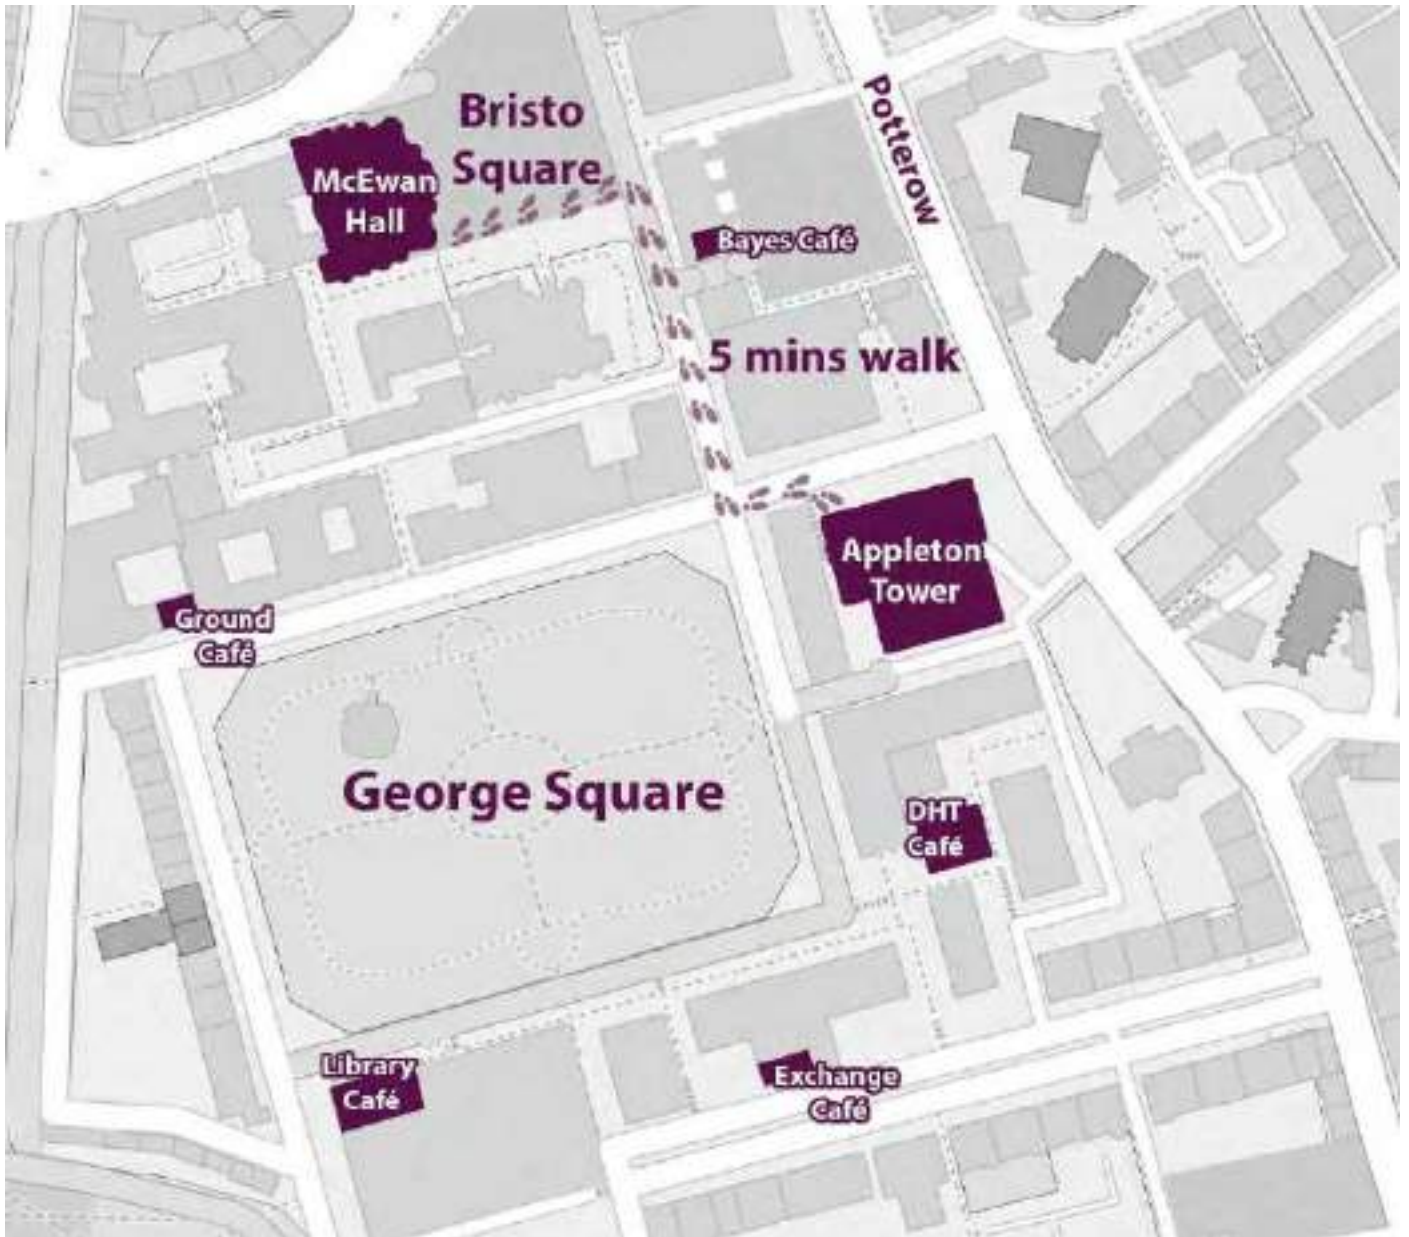 Bristo
Square
McEwan
Hall
Potterow
Bayes Café
5 mins walk
Appleton
Tower
Ground
Café
George Square
DHT
Café
Library
Café
Exchange
Café